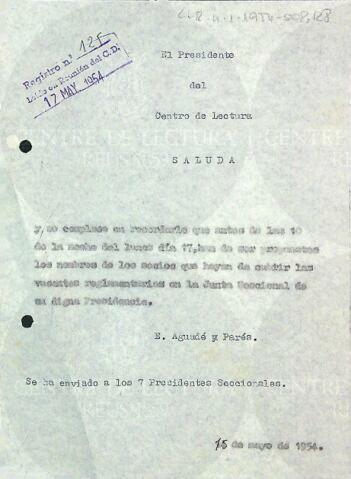 C.R. 4.1.1954-008,128
Registro nº 125
Leído en Reunión del C.D.
17 MAY. 1954
El Presidente
del
Centro de Lectura
SALUDA
y, se complace en recordarle que antes de las 10
de la noche del lunes día 17, han de ser propuestos
los nombres de los socios que hayan de cubrir las
vacantes reglamentarias en la Junta Seccional de
su digna Presidencia.
E. Aguadé y Parés.
Se ha enviado a los 7 Presidentes Seccionales.
15 de mayo de 1954.